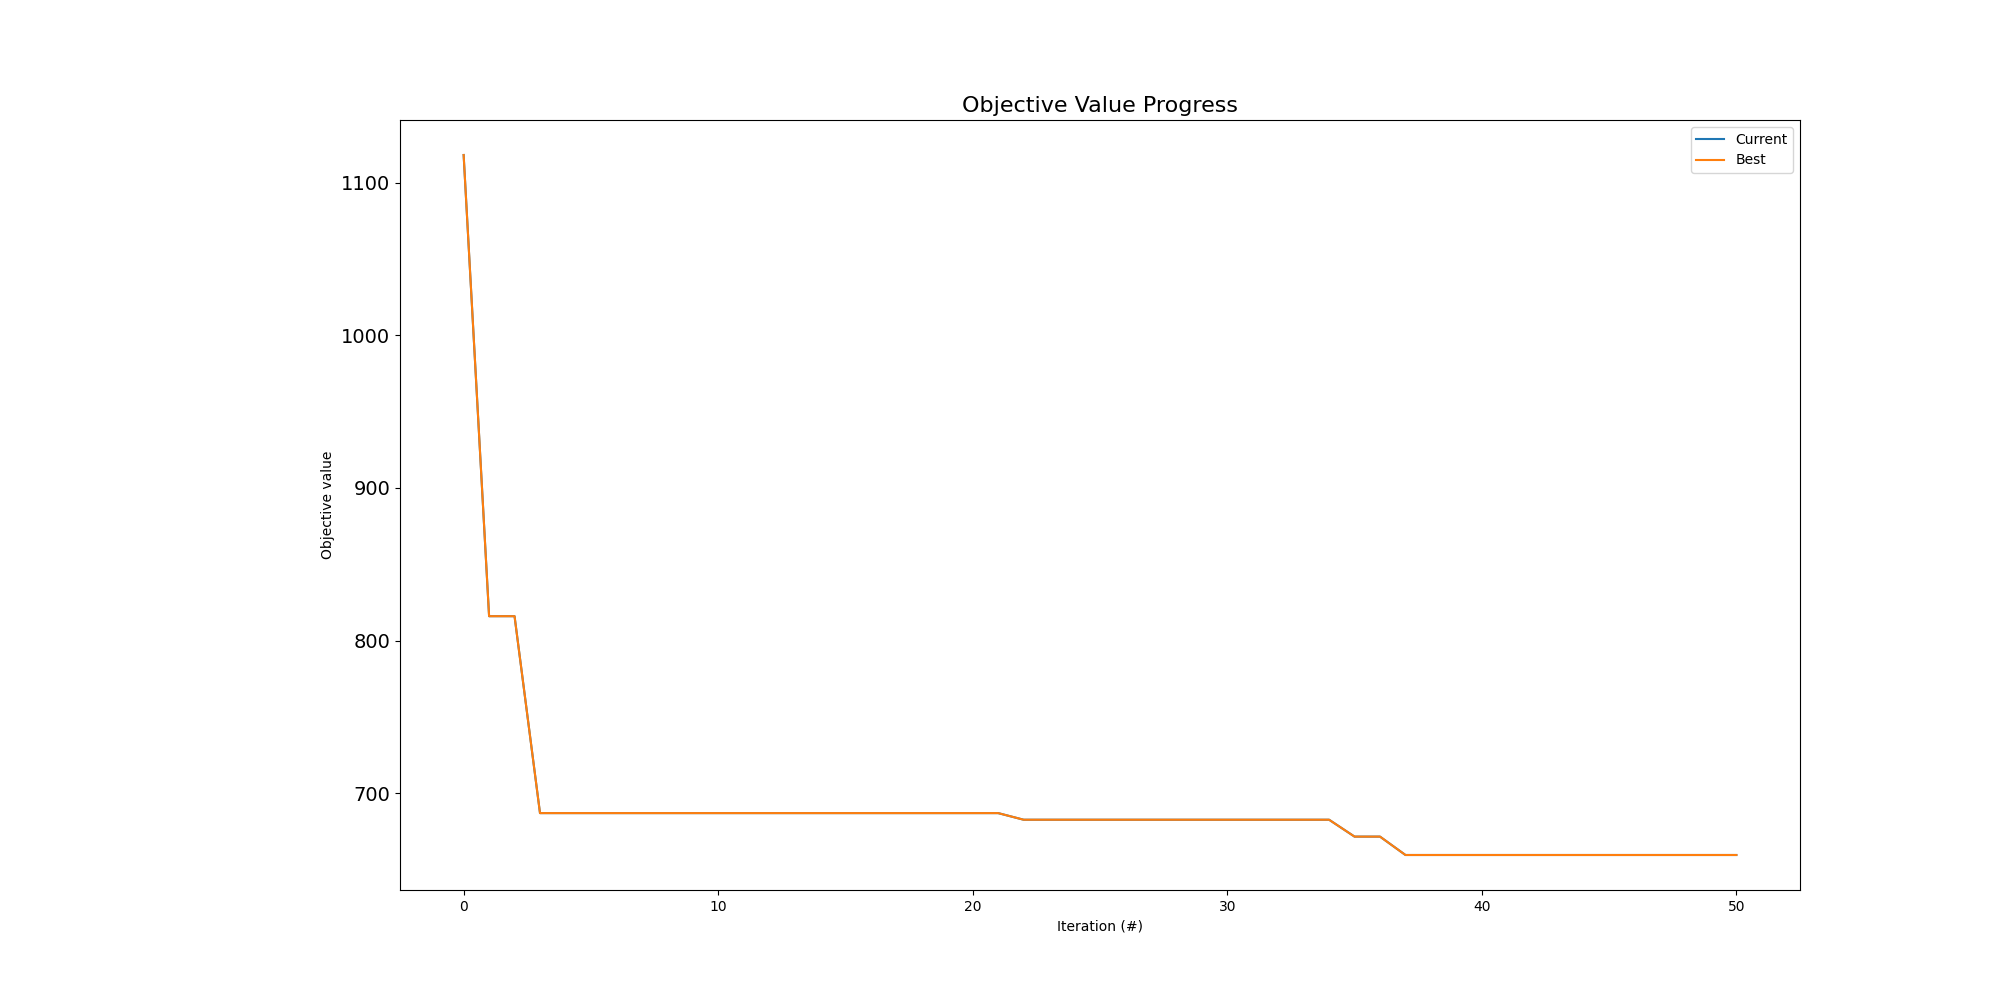 Objective Value Progress
Current
Best
1100
1000
900
800
700
Objective value
0 10 20 30 40 50
Iteration (#)